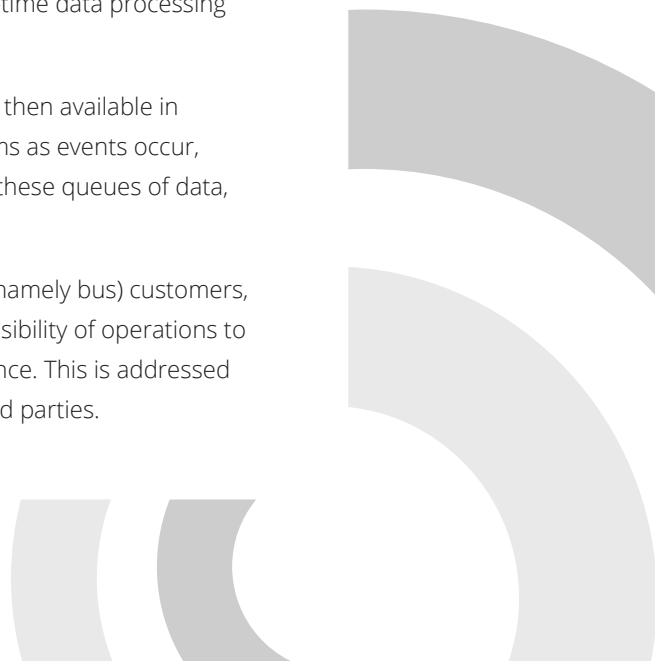 time data processing
then available in
ns as events occur,
these queues of data,
namely bus) customers,
sibility of operations to
nce. This is addressed
d parties.